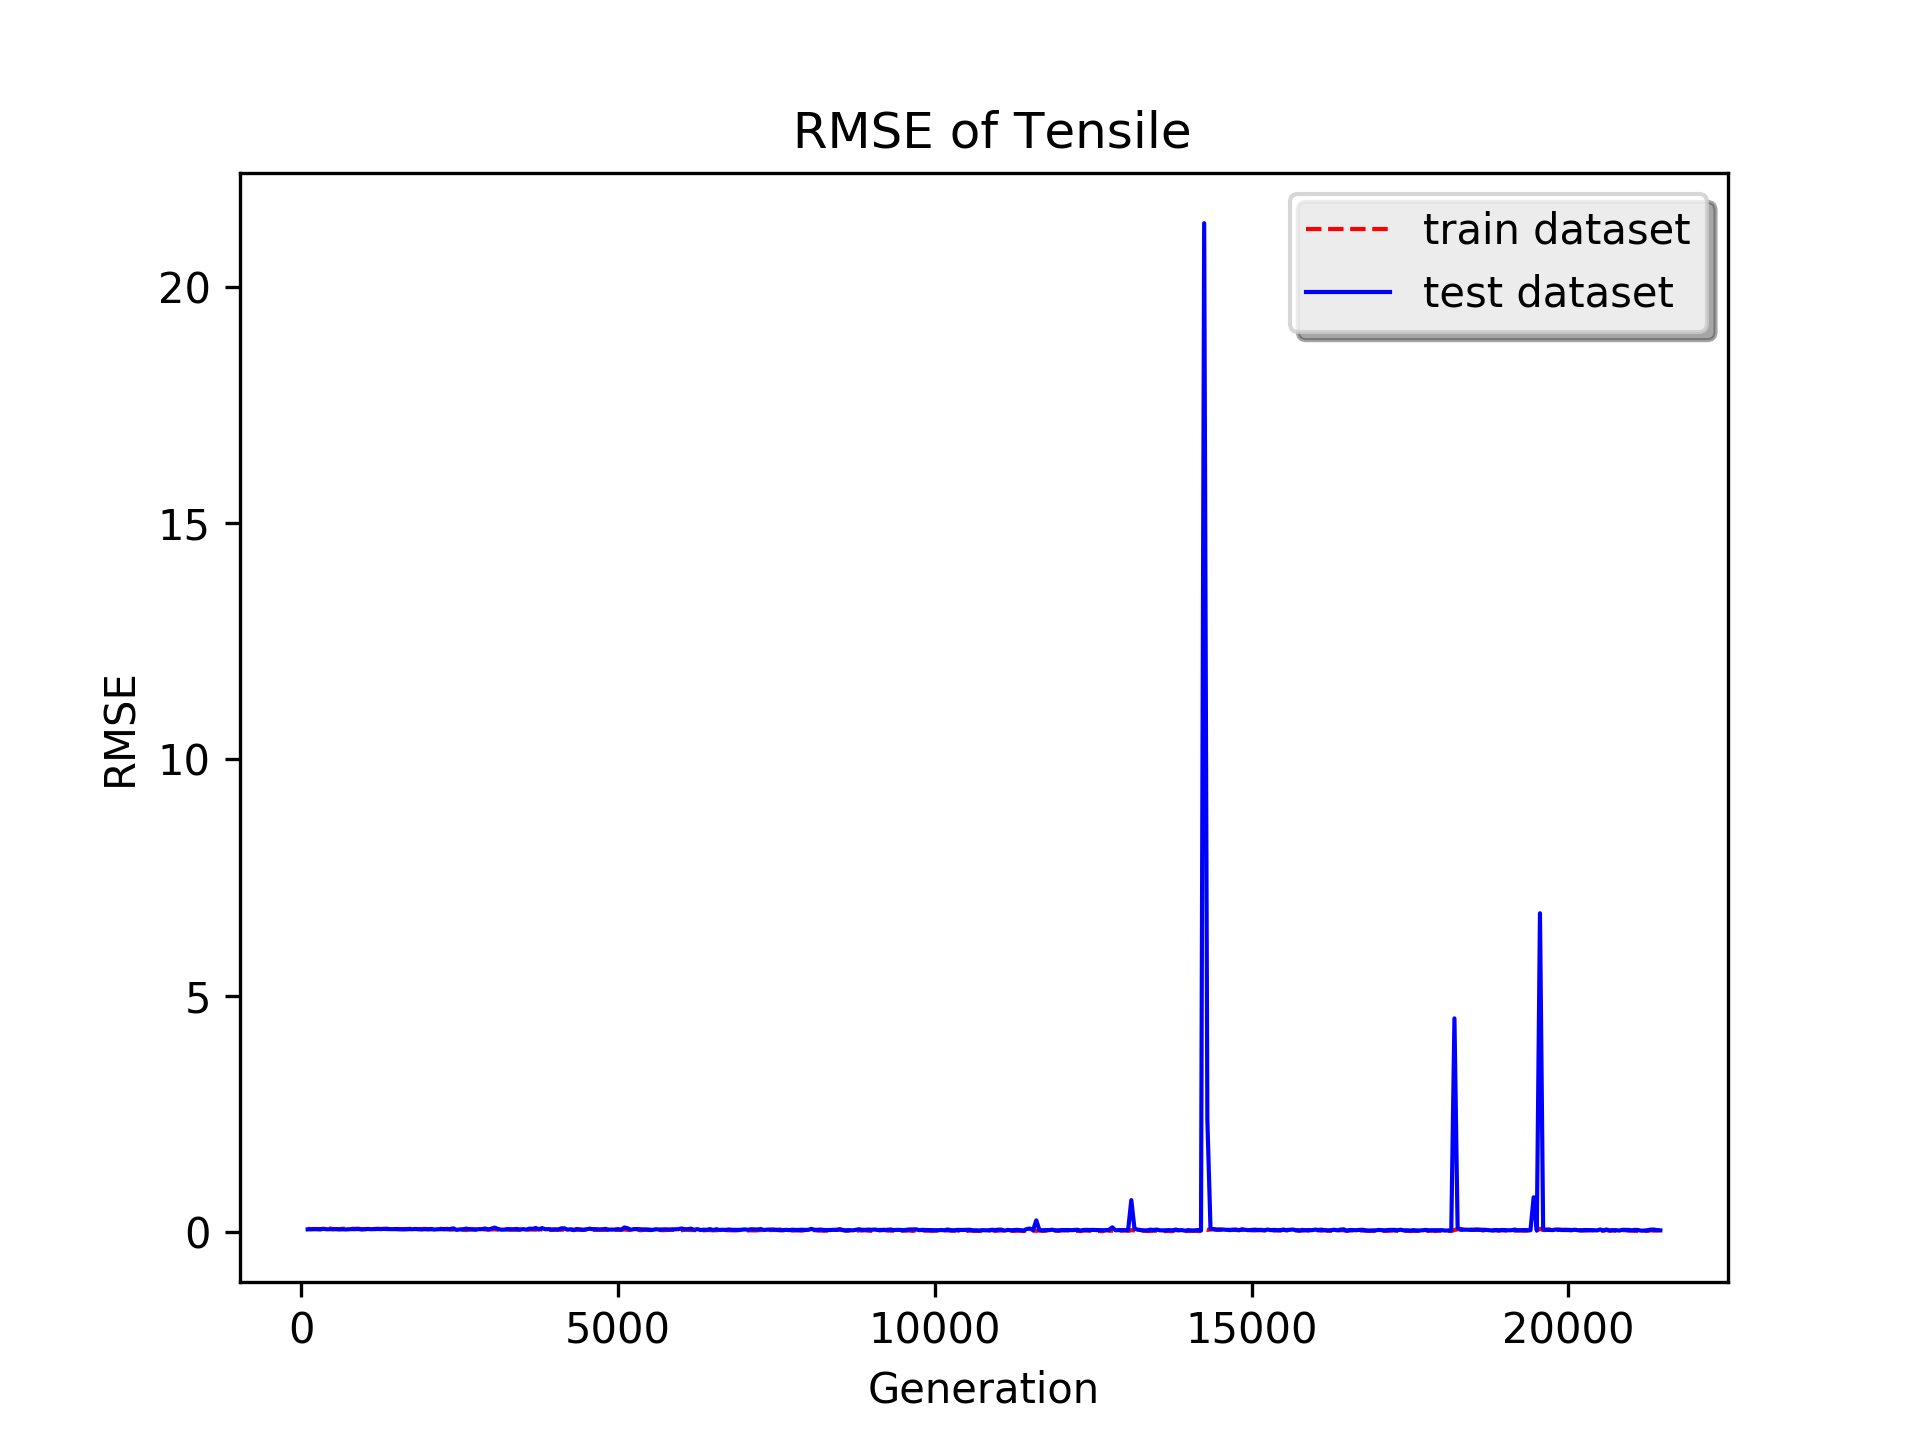 RMSE of Tensile
train dataset
test dataset
20
15
10
5
0
RMSE
0 5000 10000 15000 20000
Generation